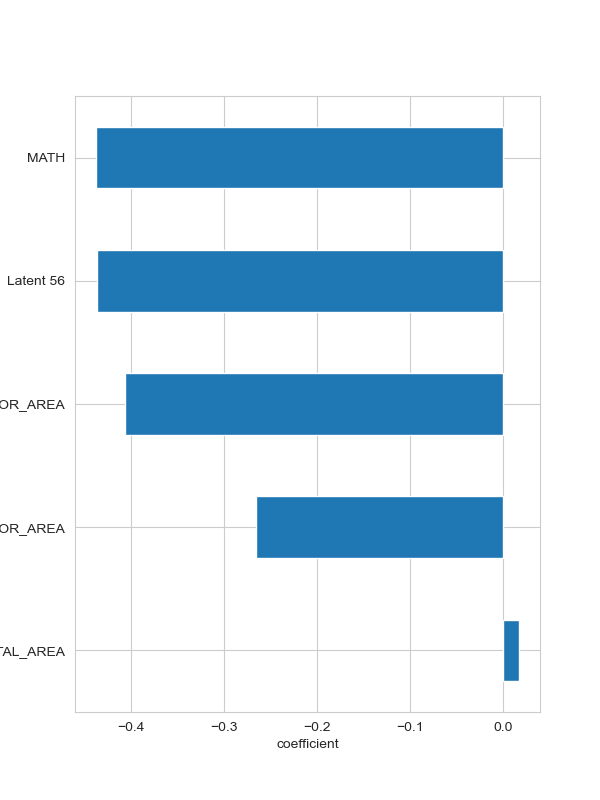 MATH
Latent 56
OR_AREA
OR_AREA
TAL_AREA
−0.4 −0.3 −0.2 −0.1 0.0
coefficient